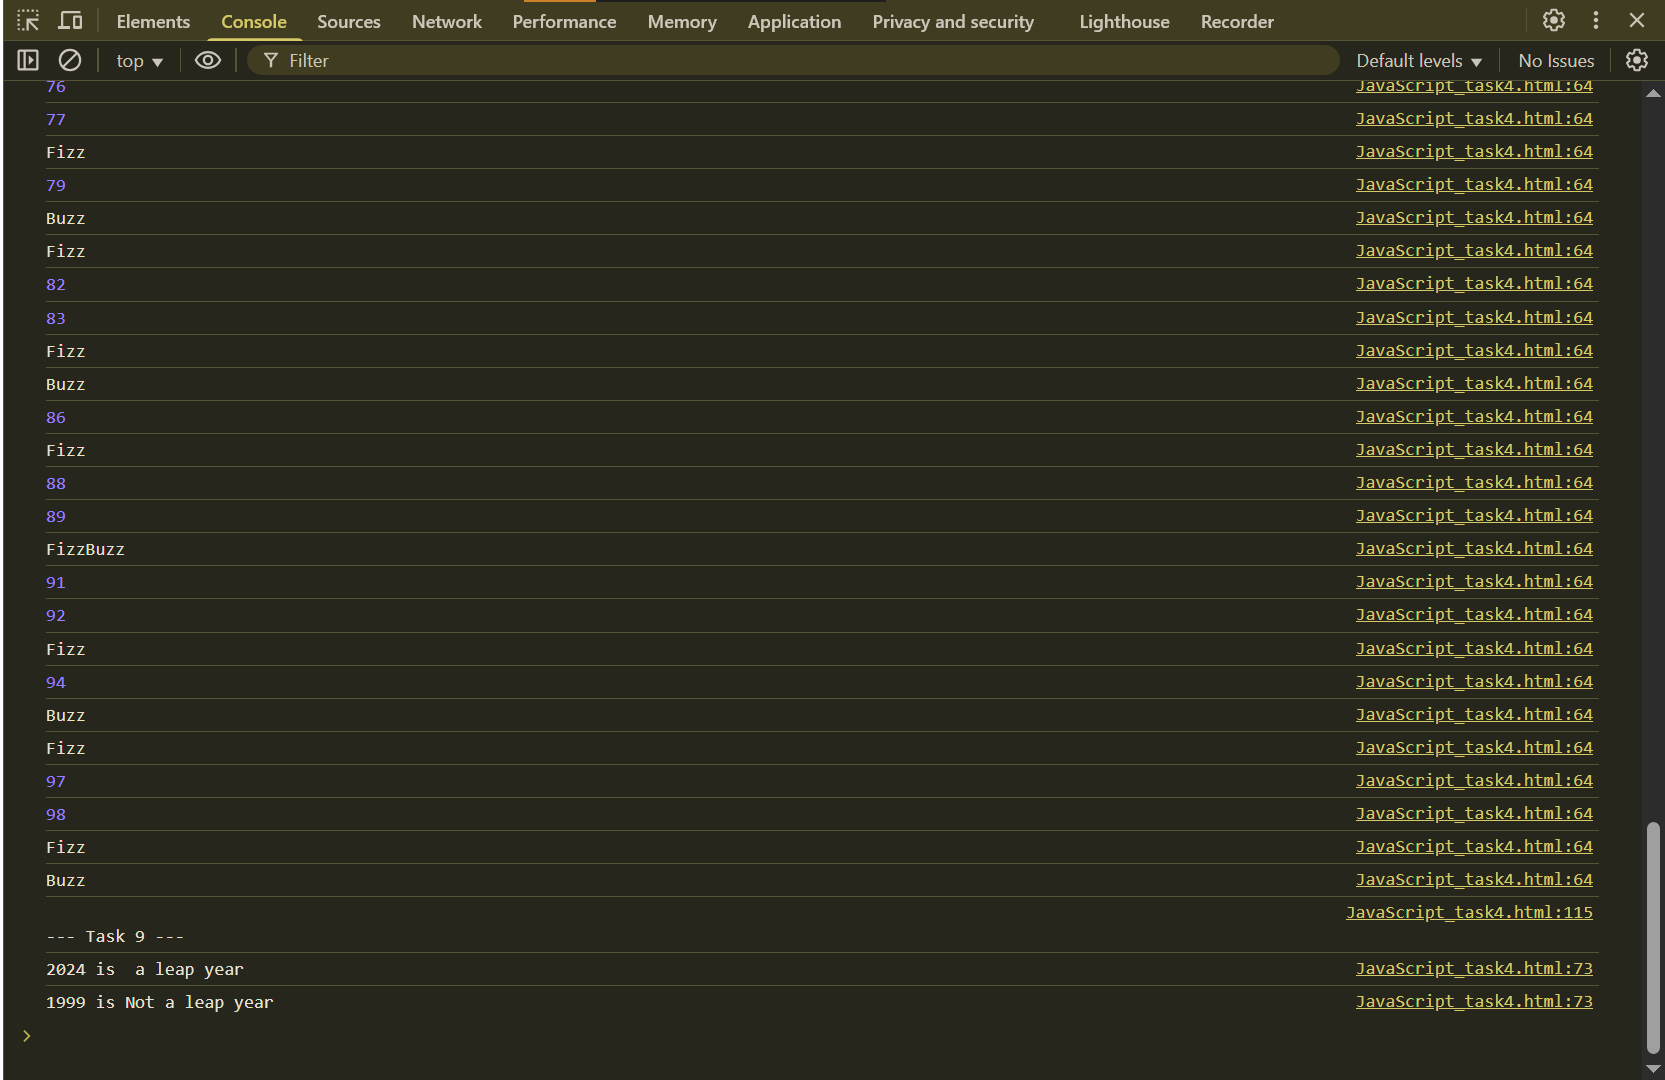 Elements Console Sources Network Performance Memory Application Privacy and security Lighthouse Recorder
top Filter Default levels No Issues
76 JavaScript_task4.html:64
77 JavaScript_task4.html:64
Fizz JavaScript_task4.html:64
79 JavaScript_task4.html:64
Buzz JavaScript_task4.html:64
Fizz JavaScript_task4.html:64
82 JavaScript_task4.html:64
83 JavaScript_task4.html:64
Fizz JavaScript_task4.html:64
Buzz JavaScript_task4.html:64
86 JavaScript_task4.html:64
Fizz JavaScript_task4.html:64
88 JavaScript_task4.html:64
89 JavaScript_task4.html:64
FizzBuzz JavaScript_task4.html:64
91 JavaScript_task4.html:64
92 JavaScript_task4.html:64
Fizz JavaScript_task4.html:64
94 JavaScript_task4.html:64
Buzz JavaScript_task4.html:64
Fizz JavaScript_task4.html:64
97 JavaScript_task4.html:64
98 JavaScript_task4.html:64
Fizz JavaScript_task4.html:64
Buzz JavaScript_task4.html:64
JavaScript_task4.html:115
--- Task 9 ---
2024 is  a leap year JavaScript_task4.html:73
1999 is Not a leap year JavaScript_task4.html:73
>